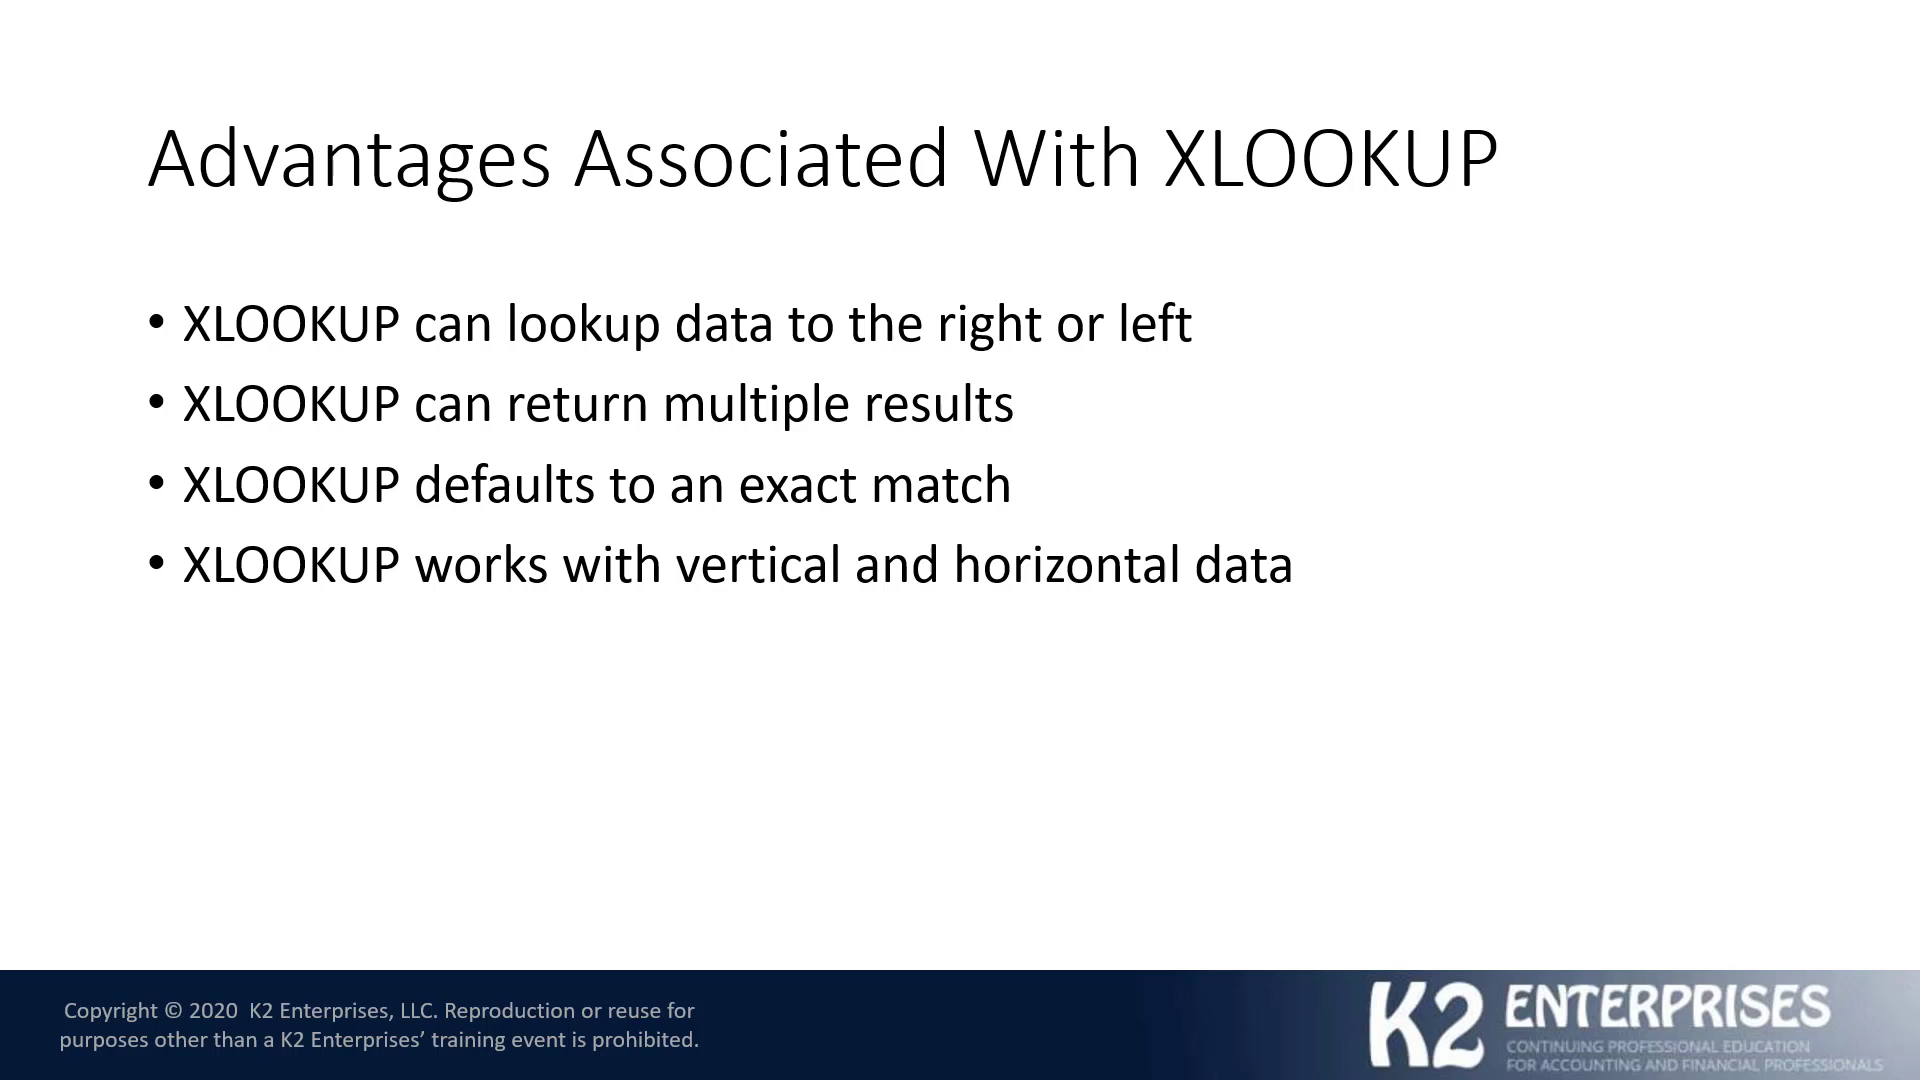 Advantages Associated With XLOOKUP
• XLOOKUP can lookup data to the right or left
• XLOOKUP can return multiple results
• XLOOKUP defaults to an exact match
• XLOOKUP works with vertical and horizontal data
Copyright © 2020 K2 Enterprises, LLC. Reproduction or reuse for
purposes other than a K2 Enterprises’ training event is prohibited.
K2 ENTERPRISES
CONTINUING PROFESSIONAL EDUCATION
FOR ACCOUNTING AND FINANCIAL PROFESSIONALS